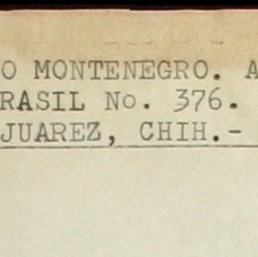 O MONTENEGRO. A
RASIL No. 376.
JUAREZ, CHIH.-